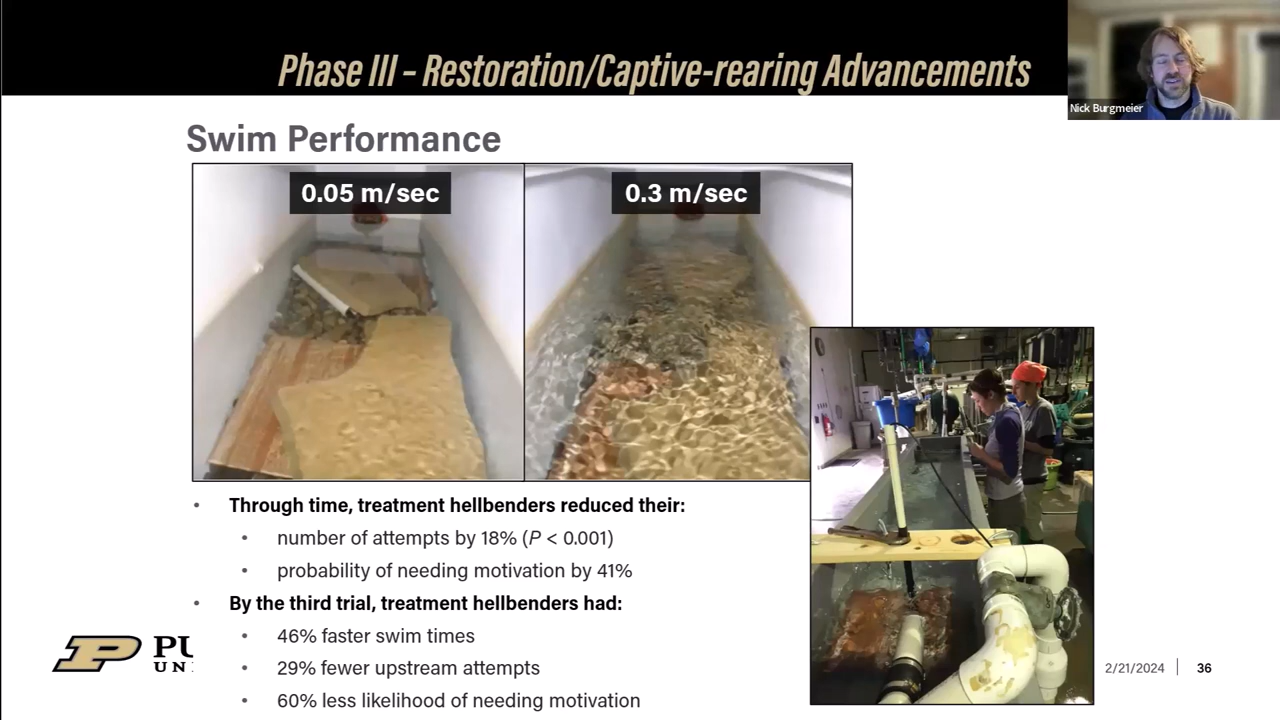 Phase III – Restoration/Captive-rearing Advancements
Nick Burgmeier
Swim Performance
0.05 m/sec
0.3 m/sec
• Through time, treatment hellbenders reduced their:
• number of attempts by 18% (P < 0.001)
• probability of needing motivation by 41%
• By the third trial, treatment hellbenders had:
• 46% faster swim times
• 29% fewer upstream attempts
• 60% less likelihood of needing motivation
P PU
UN
2/21/2024 | 36